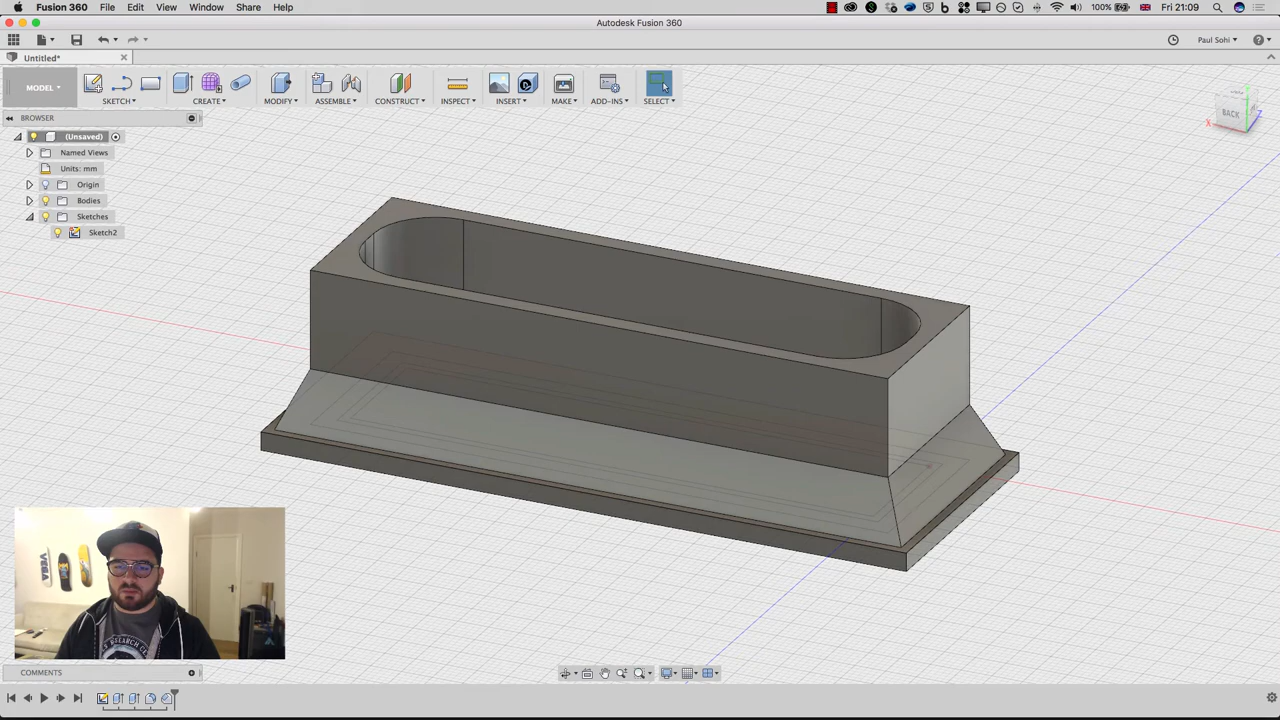 Fusion 360 File Edit View Window Share Help 100% Fri 21:09
Autodesk Fusion 360
Paul Sohi
Untitled*
MODEL
SKETCH CREATE MODIFY ASSEMBLE CONSTRUCT INSPECT INSERT MAKE ADD-INS SELECT
BROWSER
(Unsaved)
Named Views
Units: mm
Origin
Bodies
Sketches
Sketch2
BACK
X
Z
VEGA
RESEARCH
COMMENTS